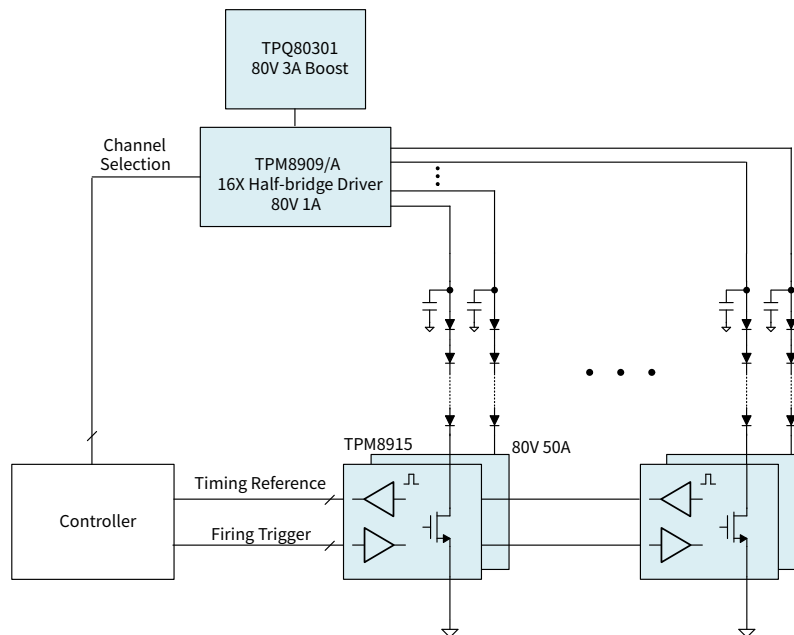 TPQ80301
80V 3A Boost
Channel
Selection
TPM8909/A
16X Half-bridge Driver
80V 1A
TPM8915
80V 50A
Timing Reference
Controller
Firing Trigger